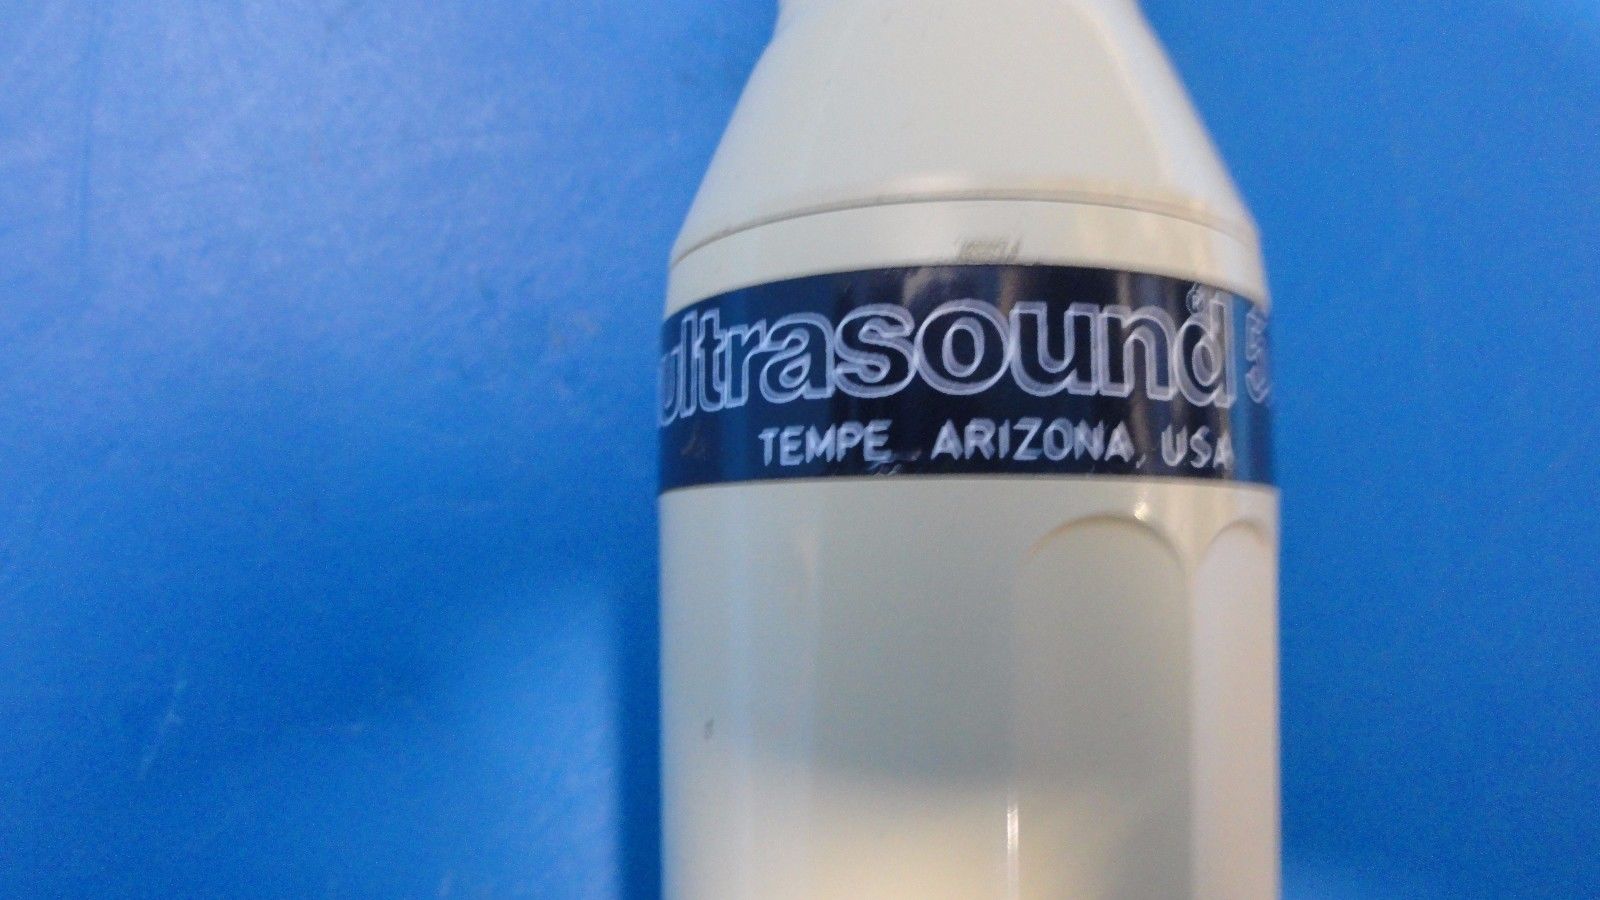 ultrasound®
TEMPE ARIZONA, USA